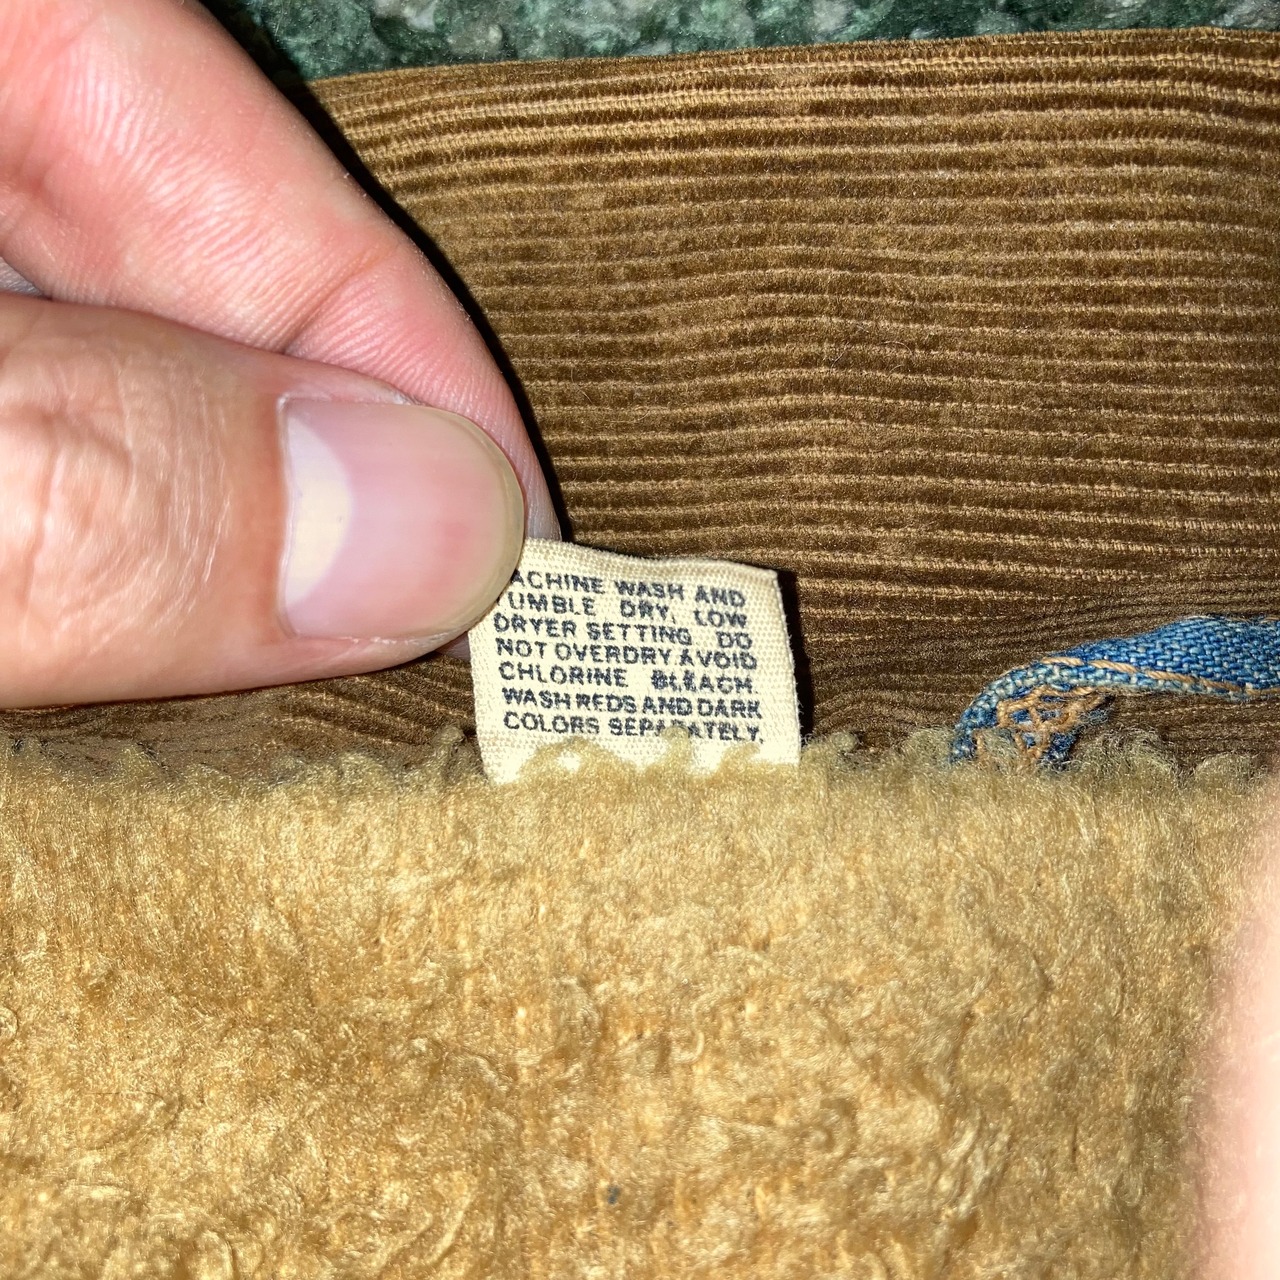 ACHINE WASH AND
UMBLE DRY, LOW
DRYER SETTING DO
NOT OVERDRY AVOID
CHLORINE BLEACH.
WASH REDS AND DARK
COLORS SEPARATELY.